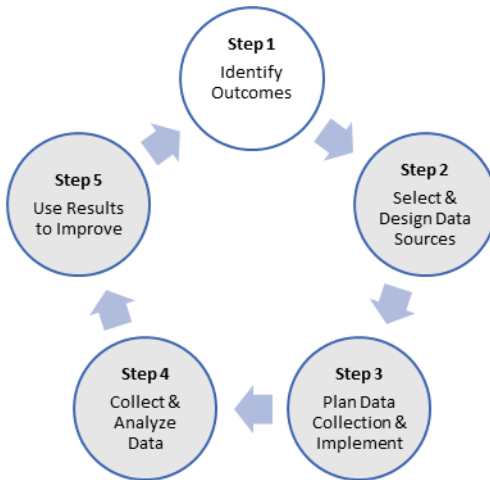 Step 1
Identify
Outcomes
Step 2
Select &
Design Data
Sources
Step 3
Plan Data
Collection &
Implement
Step 4
Collect &
Analyze
Data
Step 5
Use Results
to Improve